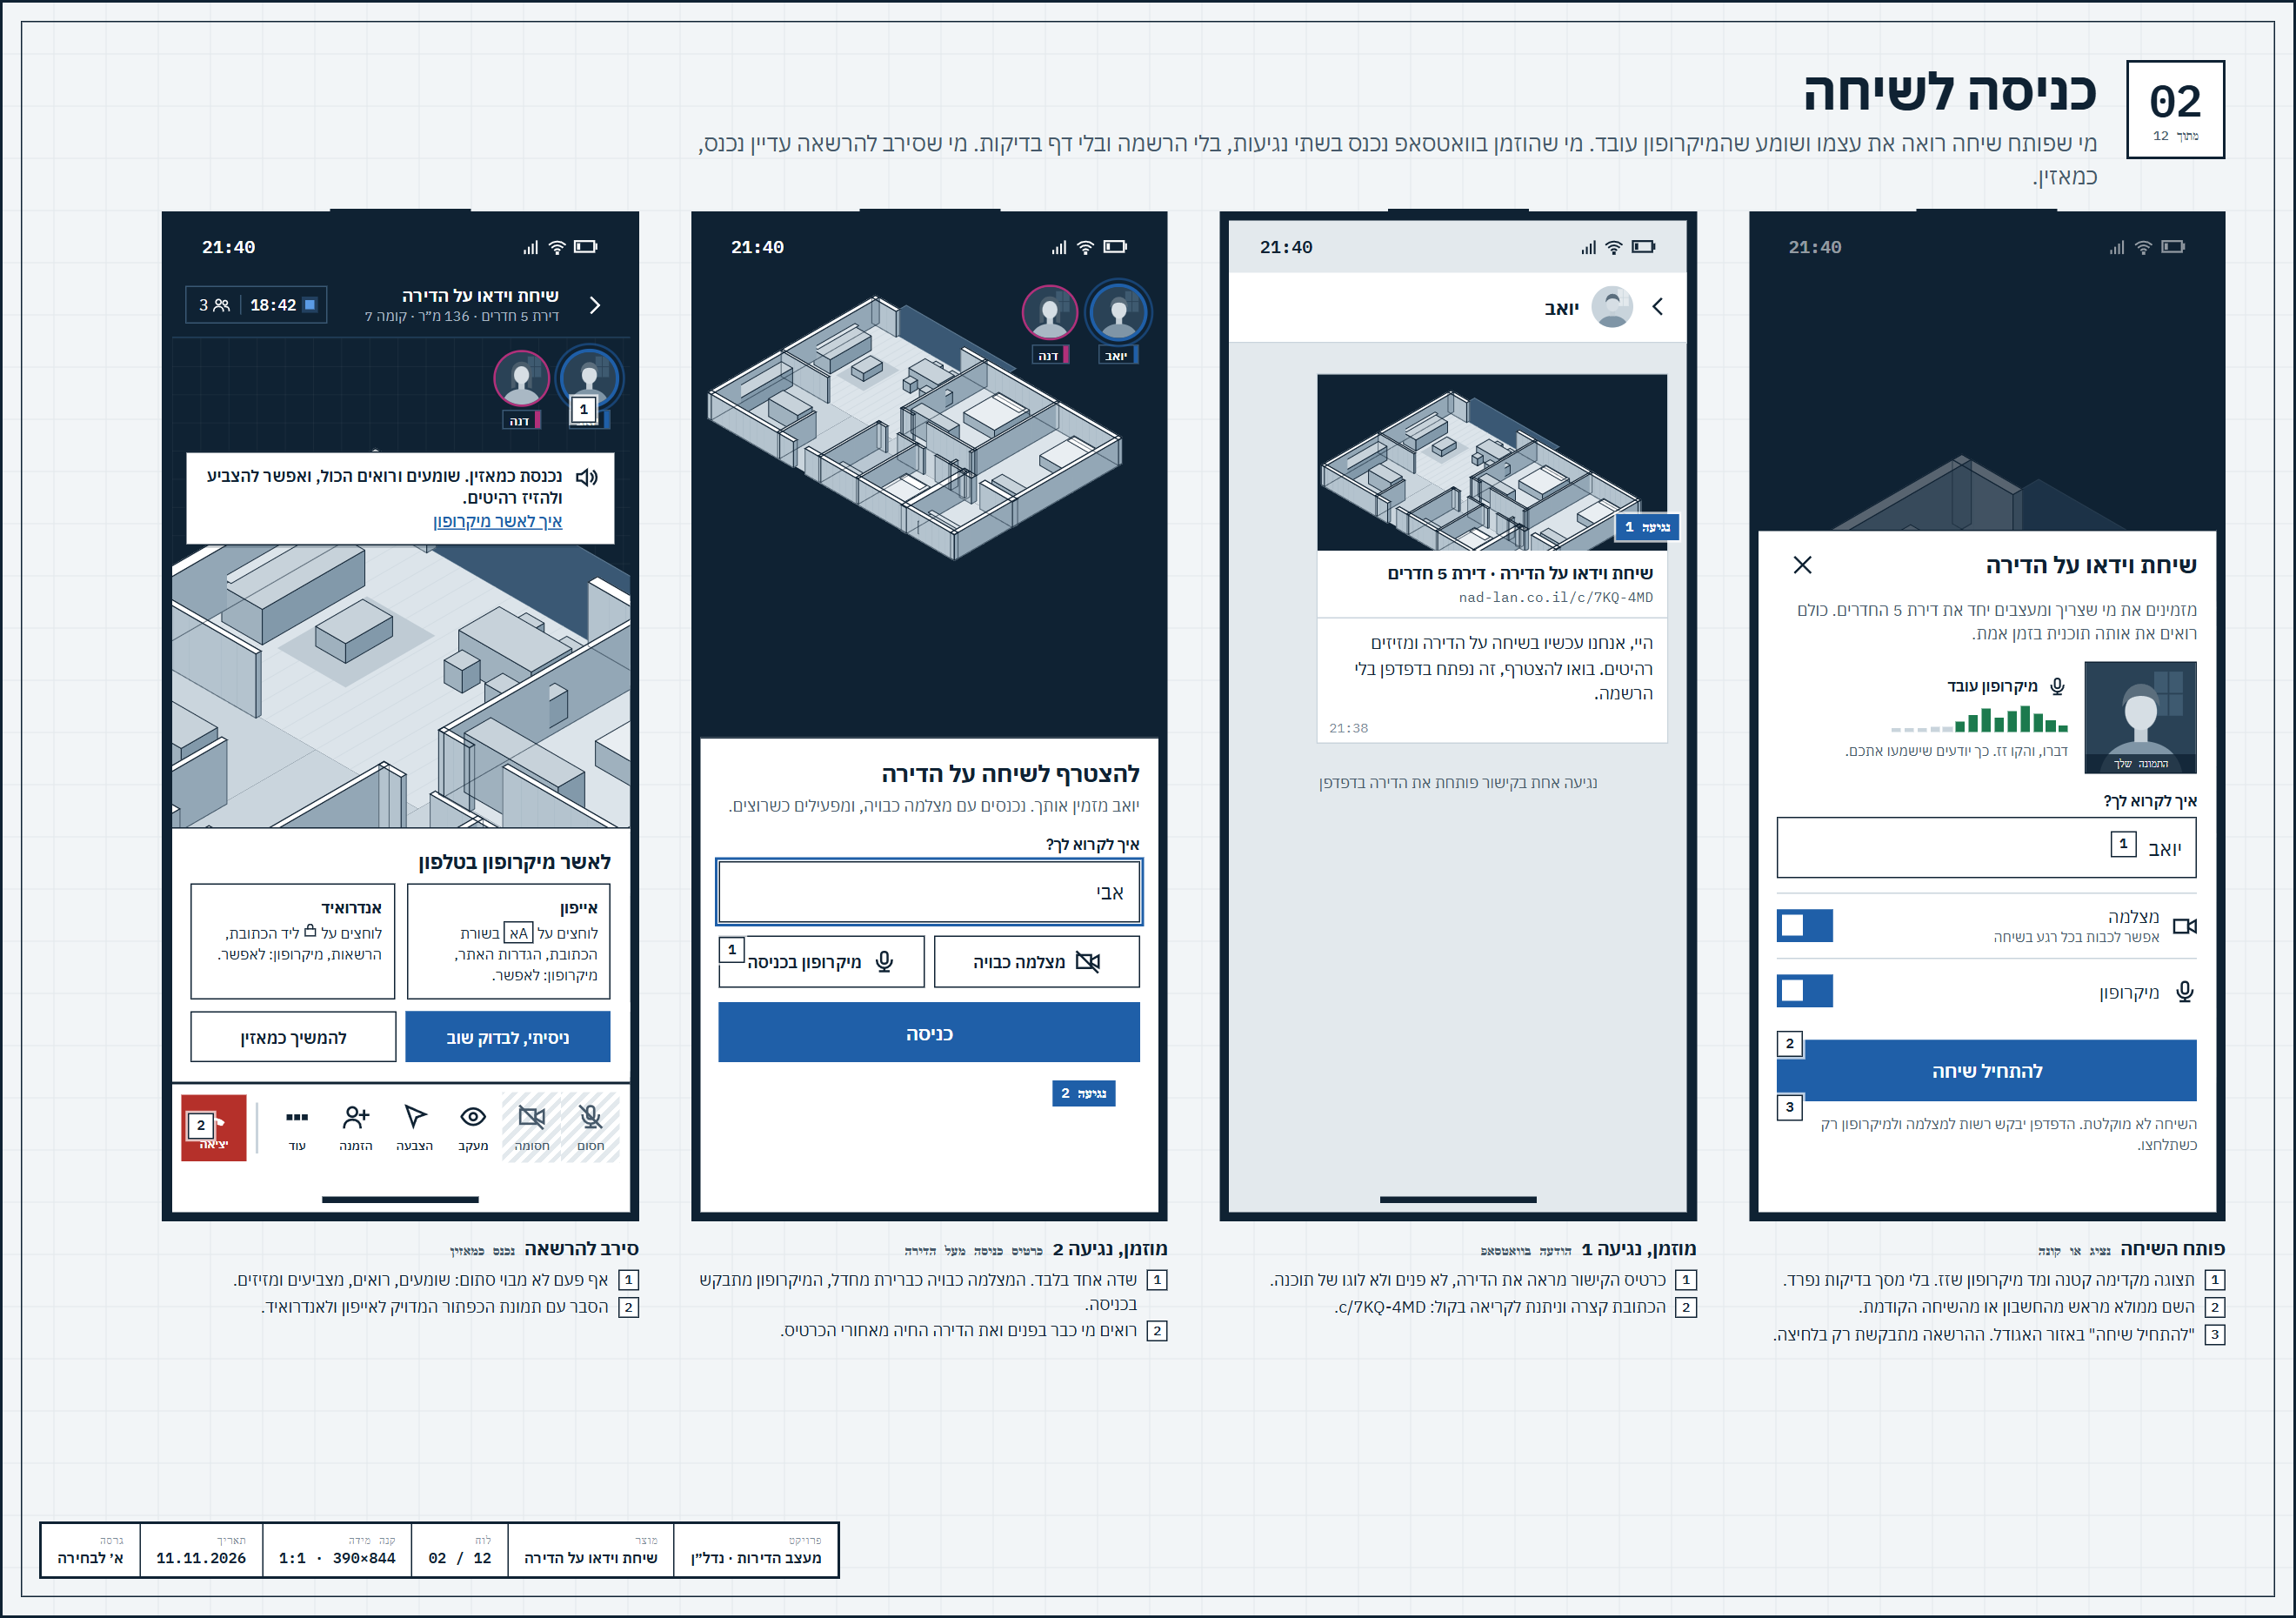 02
מתוך 12
כניסה לשיחה
מי שפותח שיחה רואה את עצמו ושומע שהמיקרופון עובד. מי שהוזמן בוואטסאפ נכנס בשתי נגיעות, בלי הרשמה ובלי דף בדיקות. מי שסירב להרשאה עדיין נכנס,
כמאזין.
21:40
שיחת וידאו על הדירה
מזמינים את מי שצריך ומעצבים יחד את דירת 5 החדרים. כולם
רואים את אותה תוכנית בזמן אמת.
מיקרופון עובד
דברו, והקו זז. כך יודעים שישמעו אתכם.
התמונה שלך
איך לקרוא לך?
יואב
1
מצלמה
אפשר לכבות בכל רגע בשיחה
מיקרופון
2
להתחיל שיחה
3
השיחה לא מוקלטת. הדפדפן יבקש רשות למצלמה ולמיקרופון רק
כשתלחצו.
פותח השיחה נציג או קונה
1 תצוגה מקדימה קטנה ומד מיקרופון שזז. בלי מסך בדיקות נפרד.
2 השם ממולא מראש מהחשבון או מהשיחה הקודמת.
3 "להתחיל שיחה" באזור האגודל. ההרשאה מתבקשת רק בלחיצה.
21:40
יואב
נגיעה 1
שיחת וידאו על הדירה · דירת 5 חדרים
nad-lan.co.il/c/7KQ-4MD
היי, אנחנו עכשיו בשיחה על הדירה ומזיזים
רהיטים. בואו להצטרף, זה נפתח בדפדפן בלי
הרשמה.
21:38
נגיעה אחת בקישור פותחת את הדירה בדפדפן
מוזמן, נגיעה 1 הודעה בוואטסאפ
1 כרטיס הקישור מראה את הדירה, לא פנים ולא לוגו של תוכנה.
2 הכתובת קצרה וניתנת לקריאה בקול: c/7KQ-4MD.
21:40
יואב
דנה
להצטרף לשיחה על הדירה
יואב מזמין אותך. נכנסים עם מצלמה כבויה, ומפעילים כשרוצים.
איך לקרוא לך?
אבי
מצלמה כבויה
מיקרופון בכניסה
1
כניסה
נגיעה 2
מוזמן, נגיעה 2 כרטיס כניסה מעל הדירה
1 שדה אחד בלבד. המצלמה כבויה כברירת מחדל, המיקרופון מתבקש
בכניסה.
2 רואים מי כבר בפנים ואת הדירה החיה מאחורי הכרטיס.
21:40
שיחת וידאו על הדירה
דירת 5 חדרים · 136 מ״ר · קומה 7
18:42
3
1
דנה
נכנסת כמאזין. שומעים ורואים הכול, ואפשר להצביע
ולהזיז רהיטים.
איך לאשר מיקרופון
לאשר מיקרופון בטלפון
אייפון
לוחצים על אA בשורת
הכתובת, הגדרות האתר,
מיקרופון: לאפשר.
אנדרואיד
לוחצים על ליד הכתובת,
הרשאות, מיקרופון: לאפשר.
ניסיתי, לבדוק שוב
להמשיך כמאזין
חסום
חסומה
מעקב
הצבעה
הזמנה
עוד
2
יציאה
סירב להרשאה נכנס כמאזין
1 אף פעם לא מבוי סתום: שומעים, רואים, מצביעים ומזיזים.
2 הסבר עם תמונת הכפתור המדויק לאייפון ולאנדרואיד.
פרויקט
מעצב הדירות · נדל״ן
מוצר
שיחת וידאו על הדירה
לוח
02 / 12
קנה מידה
1:1 · 390×844
תאריך
11.11.2026
גרסה
א׳ לבחירה